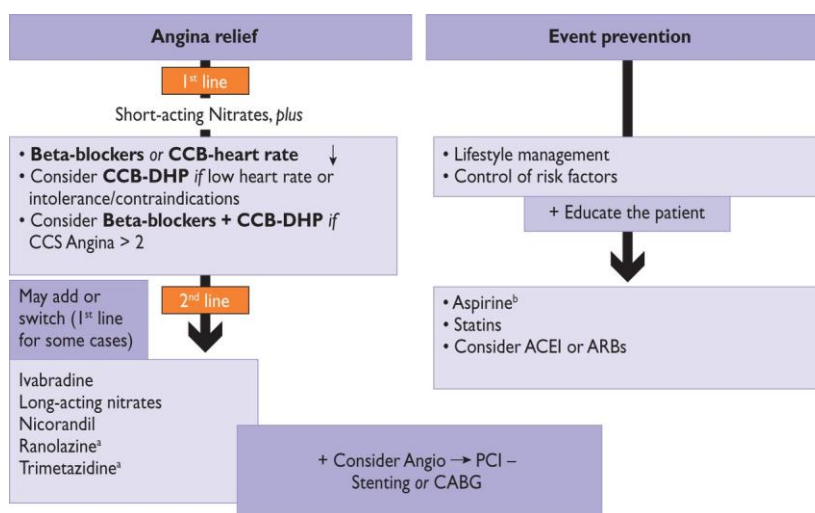 Angina relief
1st line
Short-acting Nitrates, plus
• Beta-blockers or CCB-heart rate ↓
• Consider CCB-DHP if low heart rate or
intolerance/contraindications
• Consider Beta-blockers + CCB-DHP if
CCS Angina > 2
May add or
switch (1st line
for some cases)
2nd line
Ivabradine
Long-acting nitrates
Nicorandil
Ranolazineᵃ
Trimetazidineᵃ
Event prevention
• Lifestyle management
• Control of risk factors
+ Educate the patient
• Aspirineᵇ
• Statins
• Consider ACEI or ARBs
+ Consider Angio → PCI –
Stenting or CABG